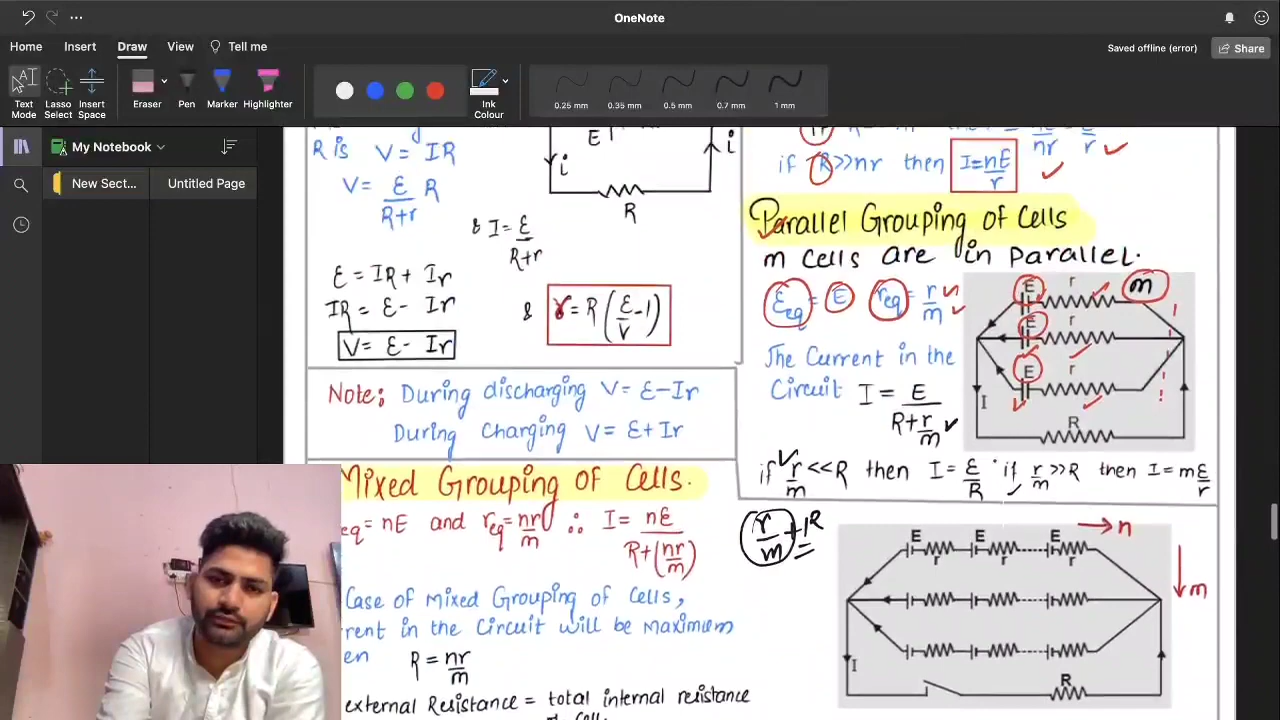 OneNote
Home Insert Draw View Tell me
Saved offline (error) Share
Text Mode
Lasso Select
Insert Space
Eraser
Pen
Marker
Highlighter
Ink Colour
0.25 mm 0.35 mm 0.5 mm 0.7 mm 1 mm
My Notebook
New Sect... Untitled Page
R is V = IR
V = ε/(R+r) R
E
i
i
R
& I = ε/(R+r)
ε = IR + Ir
IR = ε - Ir
V = ε - Ir
& r = R(ε/V - 1)
Note: During discharging V = ε - Ir
During charging V = ε + Ir
if R>>nr then I = nE/r
Parallel Grouping of Cells
m cells are in parallel.
εeq = E req = r/m
The Current in the
Circuit I = E/(R + r/m)
E r m
E r
E r
I
R
if r/m << R then I = ε/R if r/m >> R then I = mε/r
Mixed Grouping of Cells.
eq = nE and req = nr/m ∴ I = nE/(R + (nr/m))
Case of Mixed Grouping of Cells,
rent in the Circuit will be maximum
en R = nr/m
external Resistance = total internal resistance
r/m + R
E E E → n
r r r
↓ m
I
R